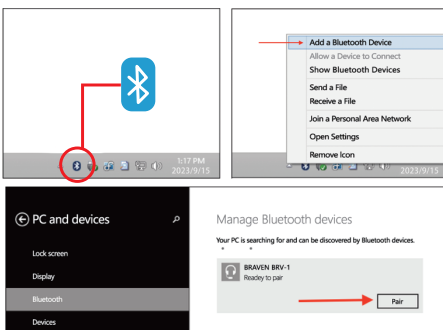 1:17 PM
2023/9/15
Add a Bluetooth Device
Allow a Device to Connect
Show Bluetooth Devices
Send a File
Receive a File
Join a Personal Area Network
Open Settings
Remove Icon
2023/9/15
PC and devices
Lock screen
Display
Bluetooth
Devices
Manage Bluetooth devices
Your PC is searching for and can be discovered by Bluetooth devices.
BRAVEN BRV-1
Readey to pair
Pair